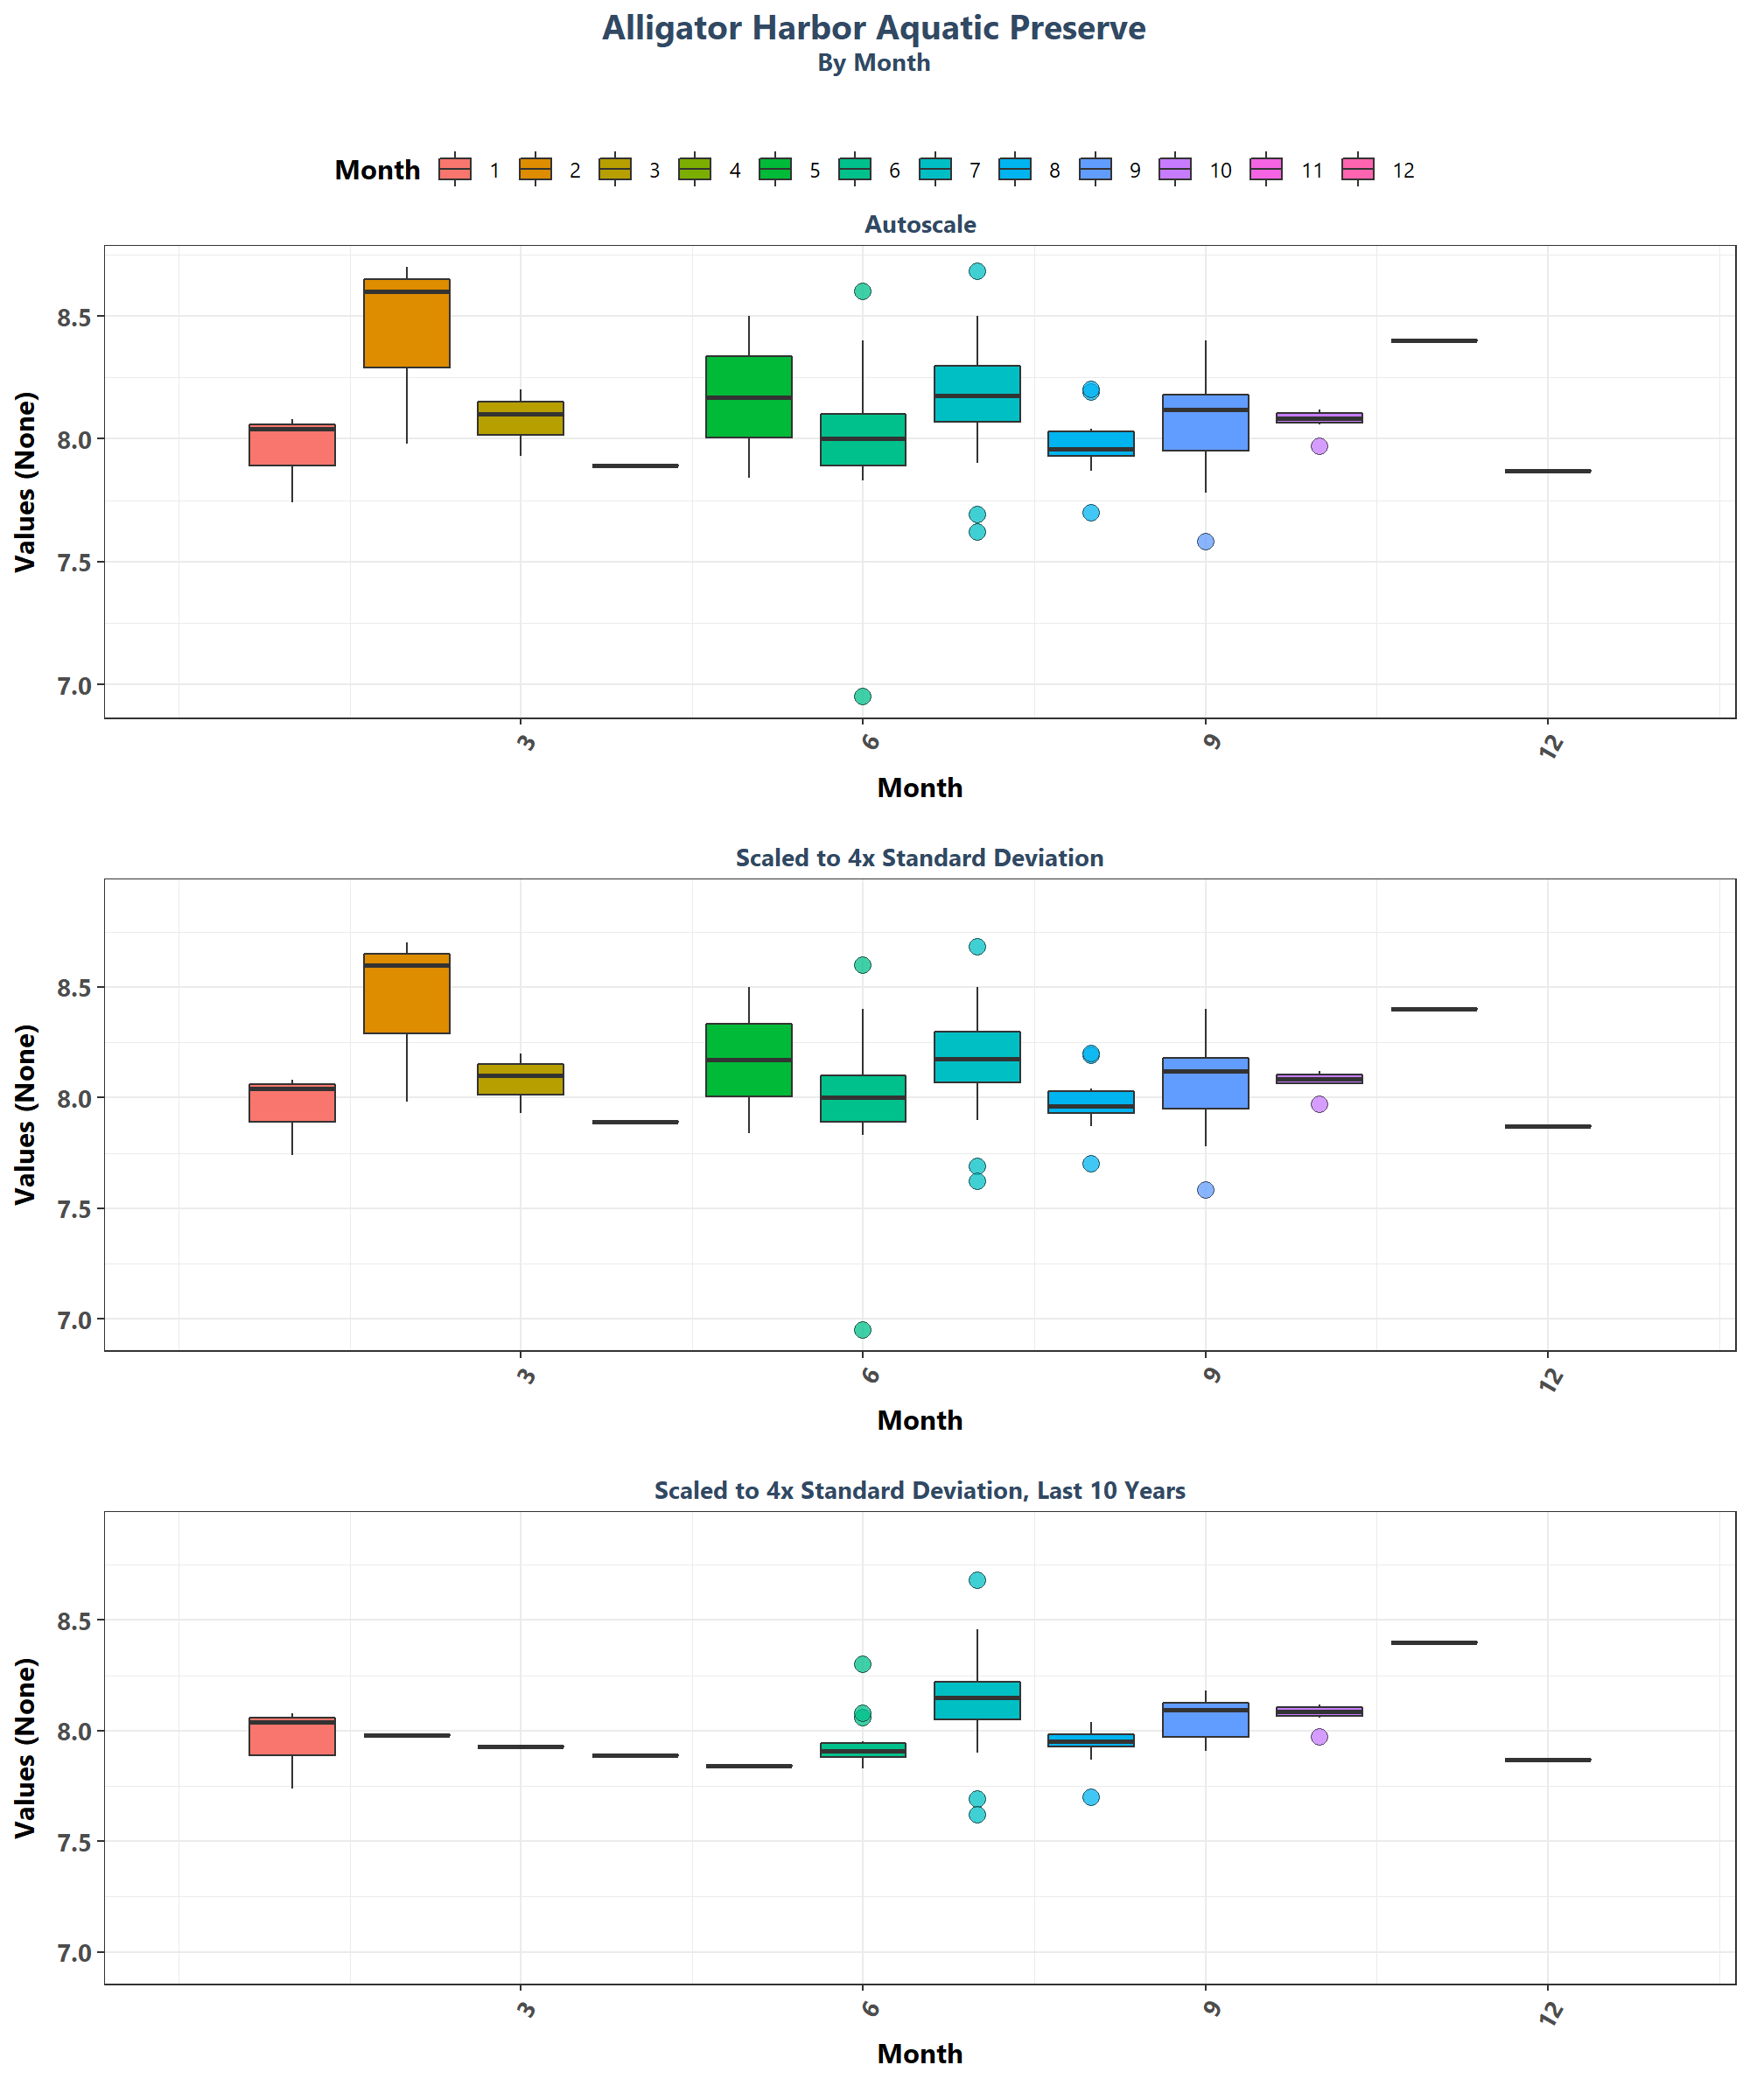 Alligator Harbor Aquatic Preserve
By Month
Month 1 2 3 4 5 6 7 8 9 10 11 12
Autoscale
Values (None)
8.5
8.0
7.5
7.0
3 6 9 12
Month
Scaled to 4x Standard Deviation
Values (None)
8.5
8.0
7.5
7.0
3 6 9 12
Month
Scaled to 4x Standard Deviation, Last 10 Years
Values (None)
8.5
8.0
7.5
7.0
3 6 9 12
Month